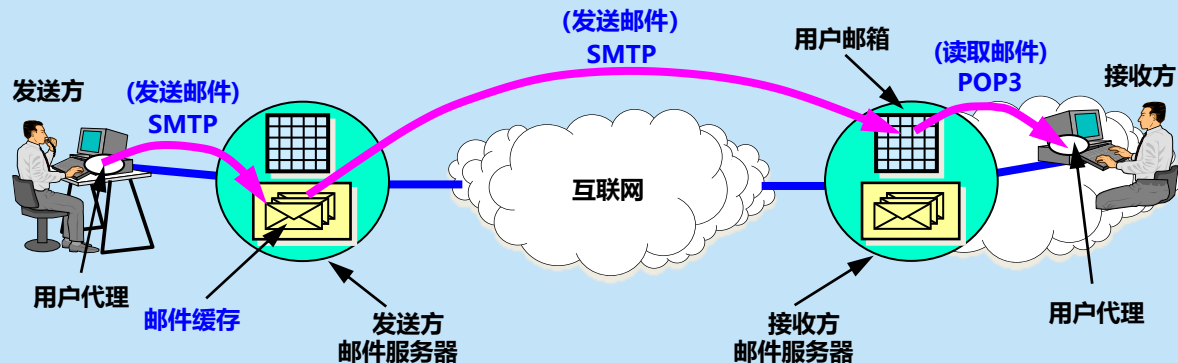 发送方
(发送邮件)
SMTP
(发送邮件)
SMTP
用户邮箱
(读取邮件)
POP3
接收方
互联网
用户代理
邮件缓存
发送方
邮件服务器
接收方
邮件服务器
用户代理